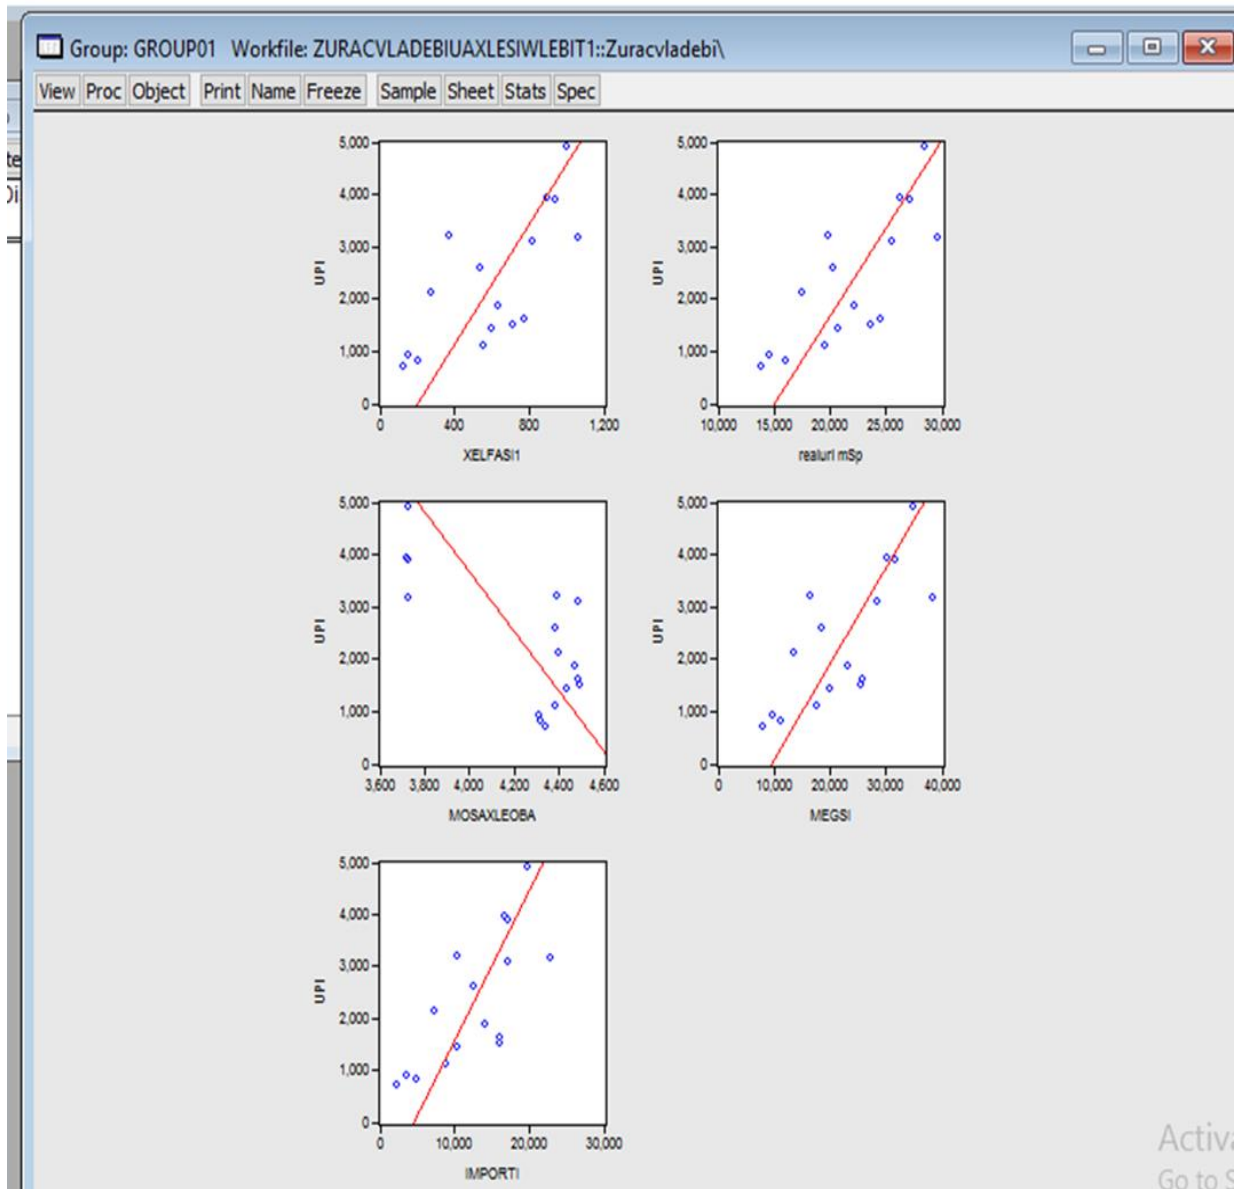 Group: GROUP01 Workfile: ZURACVLADEBIUAXLESIWLEBIT1::Zuracvladebi\
View Proc Object Print Name Freeze Sample Sheet Stats Spec
te
Di
5,000
4,000
3,000
2,000
1,000
0
UPI
0 400 800 1,200
XELFASI1
5,000
4,000
3,000
2,000
1,000
0
UPI
10,000 15,000 20,000 25,000 30,000
realuri mSp
5,000
4,000
3,000
2,000
1,000
0
UPI
3,600 3,800 4,000 4,200 4,400 4,600
MOSAXLEOBA
5,000
4,000
3,000
2,000
1,000
0
UPI
0 10,000 20,000 30,000 40,000
MEGSI
5,000
4,000
3,000
2,000
1,000
0
UPI
0 10,000 20,000 30,000
IMPORTI
Activa
Go to S